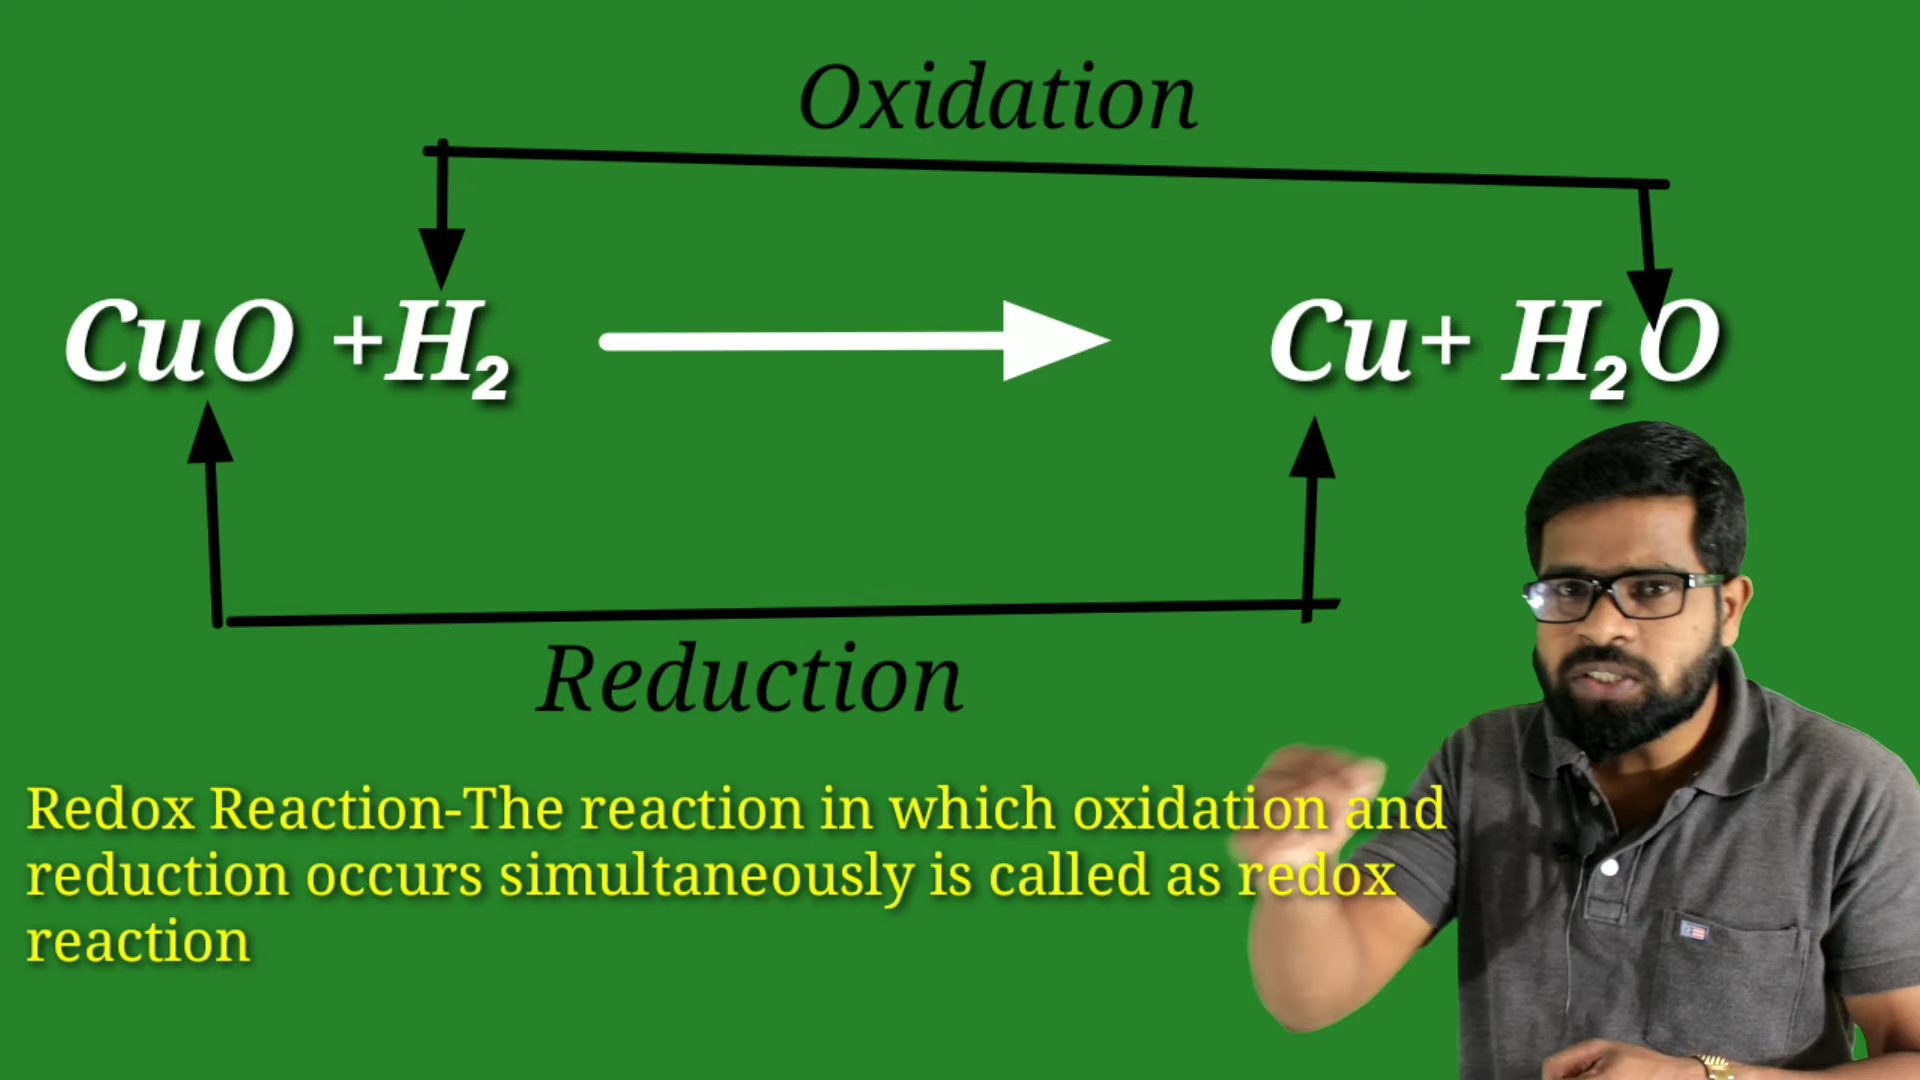 Oxidation
CuO +H₂ Cu+ H₂O
Reduction
Redox Reaction-The reaction in which oxidation and
reduction occurs simultaneously is called as redox
reaction